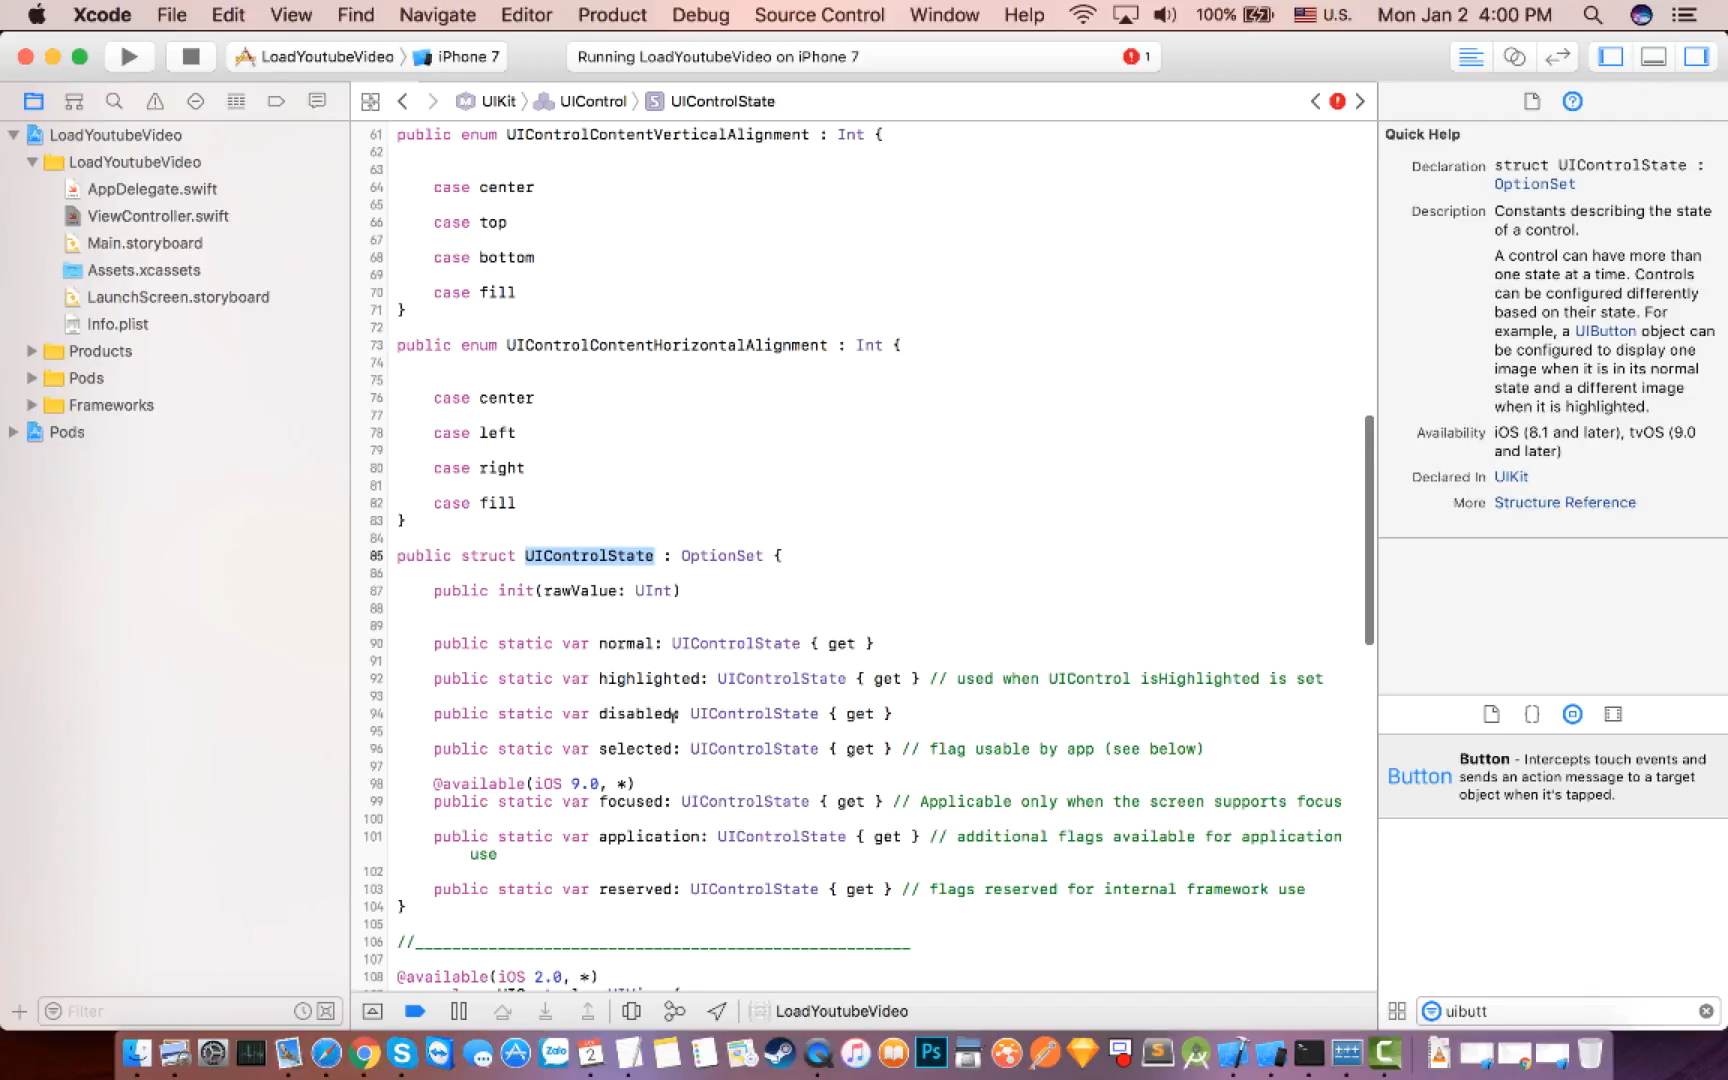 Xcode File Edit View Find Navigate Editor Product Debug Source Control Window Help 100% U.S. Mon Jan 2 4:00 PM
LoadYoutubeVideo iPhone 7 Running LoadYoutubeVideo on iPhone 7 1
UIKit UIControl S UIControlState
LoadYoutubeVideo
LoadYoutubeVideo
AppDelegate.swift
ViewController.swift
Main.storyboard
Assets.xcassets
LaunchScreen.storyboard
Info.plist
Products
Pods
Frameworks
Pods
Filter
61 public enum UIControlContentVerticalAlignment : Int {
62
63
64 case center
65
66 case top
67
68 case bottom
69
70 case fill
71 }
72
73 public enum UIControlContentHorizontalAlignment : Int {
74
75
76 case center
77
78 case left
79
80 case right
81
82 case fill
83 }
84
85 public struct UIControlState : OptionSet {
86
87 public init(rawValue: UInt)
88
89
90 public static var normal: UIControlState { get }
91
92 public static var highlighted: UIControlState { get } // used when UIControl isHighlighted is set
93
94 public static var disabled: UIControlState { get }
95
96 public static var selected: UIControlState { get } // flag usable by app (see below)
97
98 @available(iOS 9.0, *)
99 public static var focused: UIControlState { get } // Applicable only when the screen supports focus
100
101 public static var application: UIControlState { get } // additional flags available for application
use
102
103 public static var reserved: UIControlState { get } // flags reserved for internal framework use
104 }
105
106 //______________________________________________________
107
108 @available(iOS 2.0, *)
LoadYoutubeVideo
Quick Help
Declaration struct UIControlState :
OptionSet
Description Constants describing the state
of a control.
A control can have more than
one state at a time. Controls
can be configured differently
based on their state. For
example, a UIButton object can
be configured to display one
image when it is in its normal
state and a different image
when it is highlighted.
Availability iOS (8.1 and later), tvOS (9.0
and later)
Declared In UIKit
More Structure Reference
Button
Button - Intercepts touch events and
sends an action message to a target
object when it's tapped.
uibutt
Zalo
2
Ps
S
C